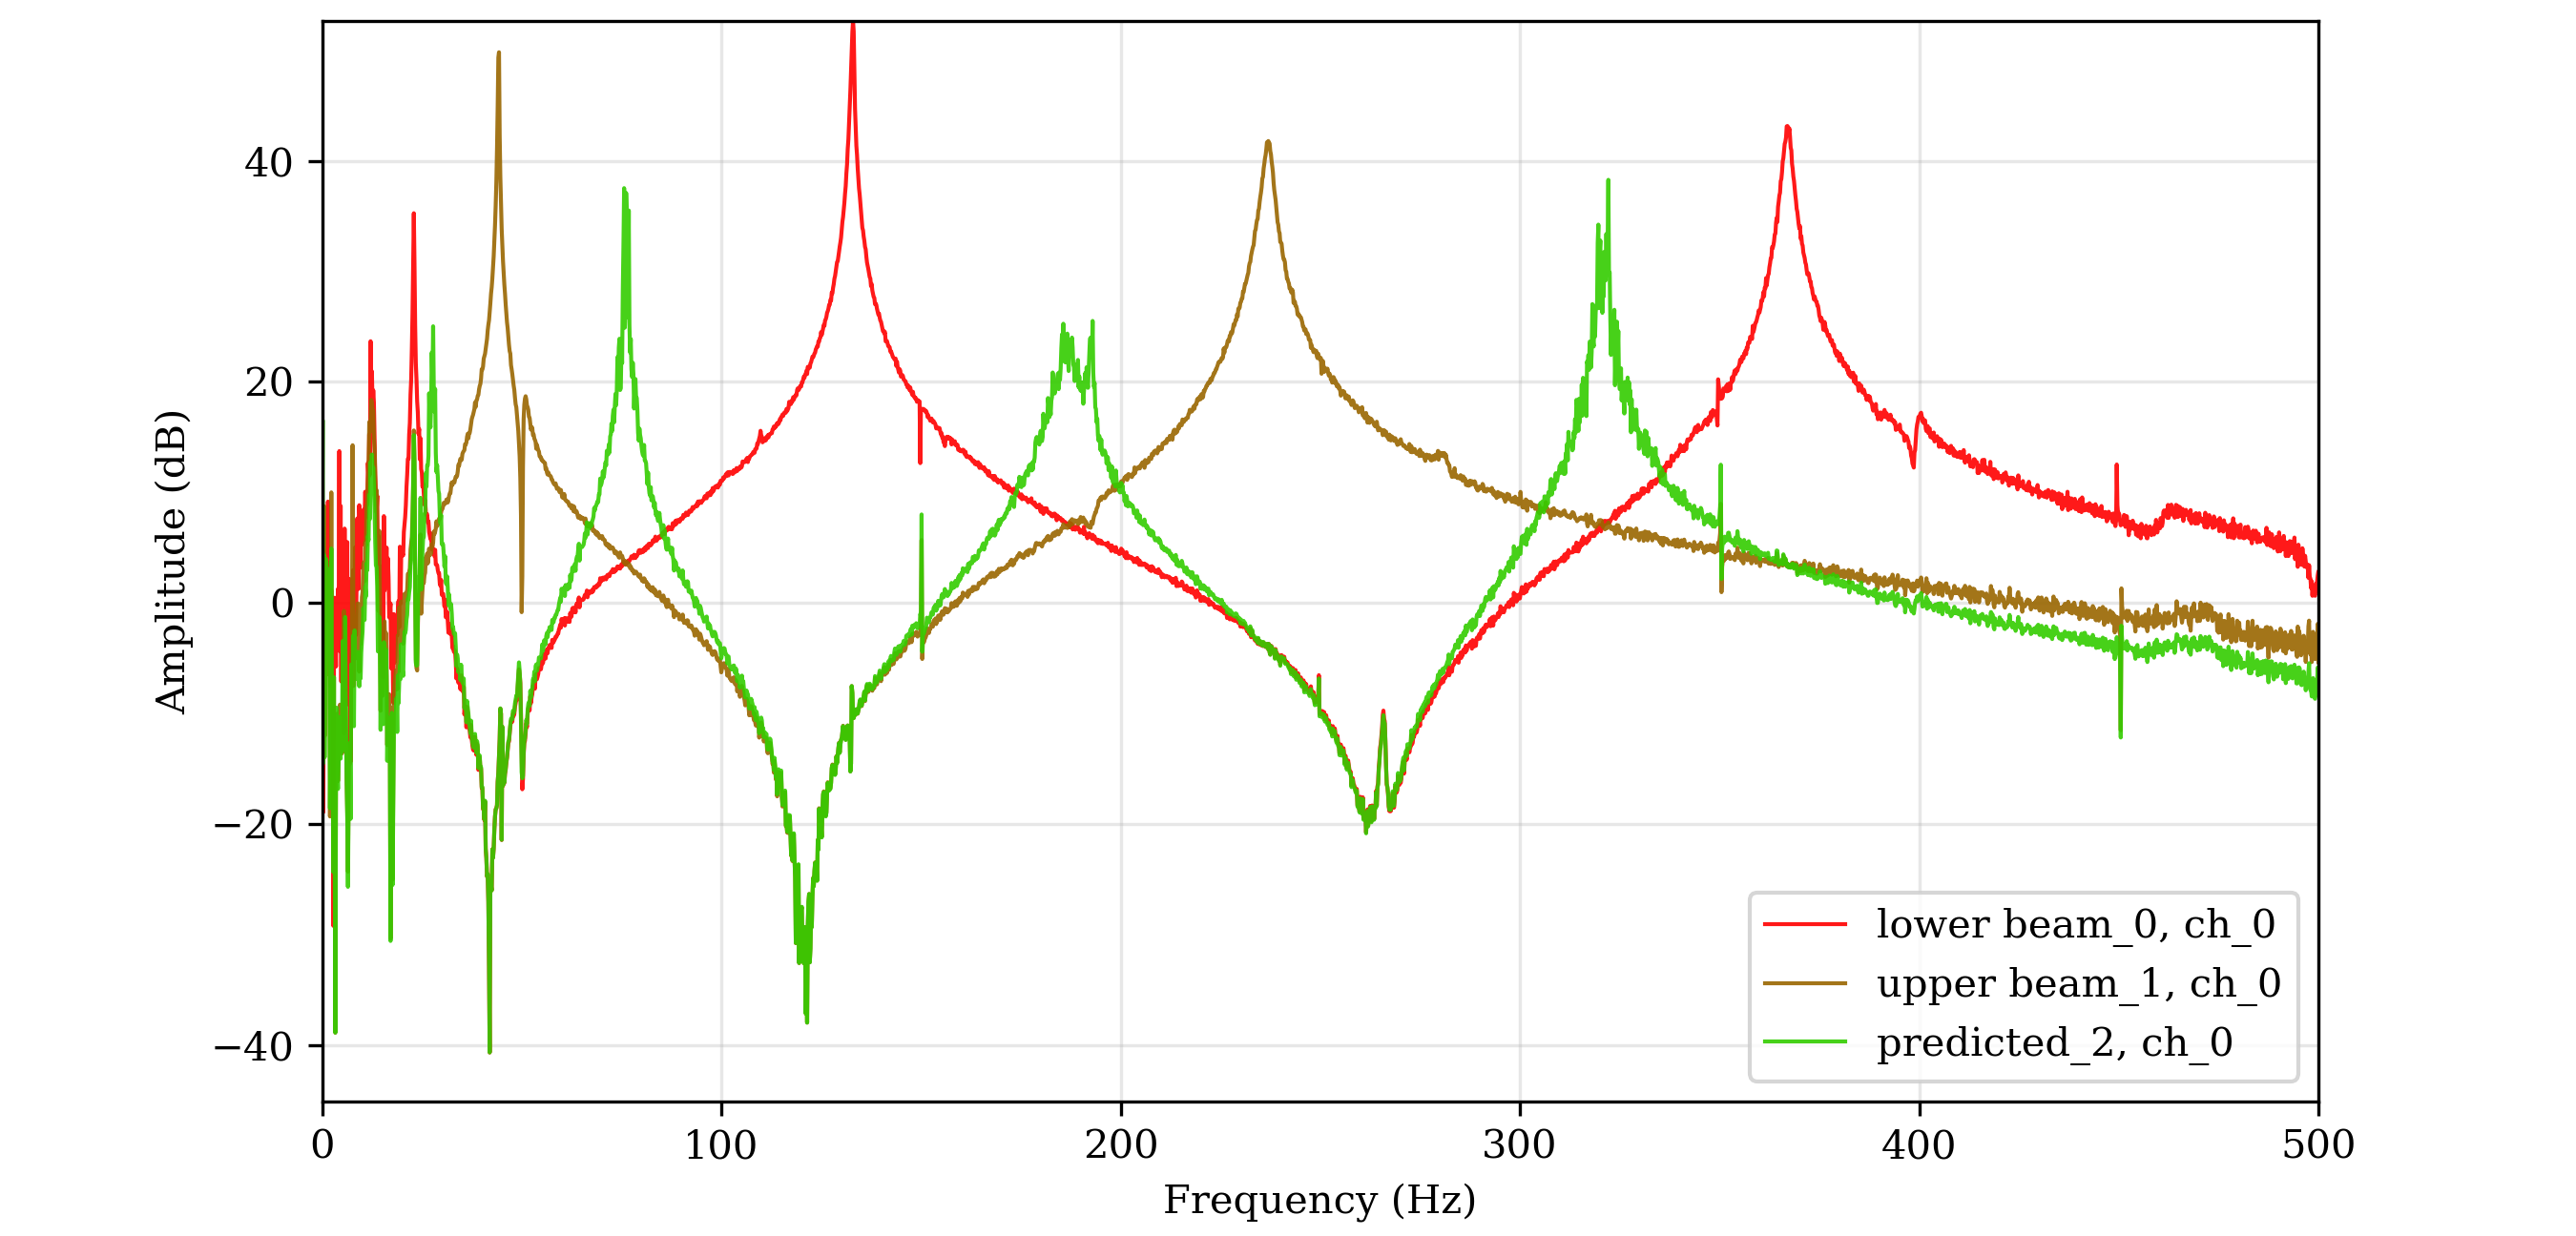 40
20
0
−20
−40
Amplitude (dB)
0 100 200 300 400 500
Frequency (Hz)
lower beam_0, ch_0
upper beam_1, ch_0
predicted_2, ch_0